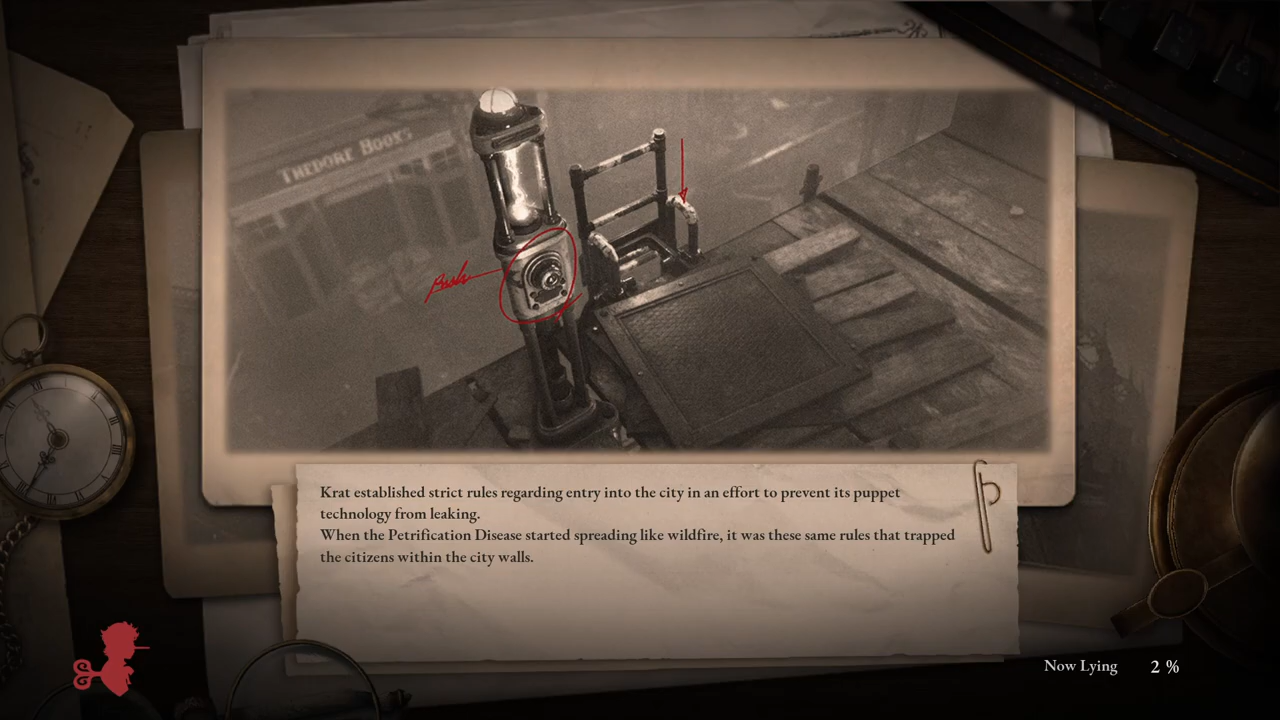 THEDORE BOOX'S
Krat established strict rules regarding entry into the city in an effort to prevent its puppet
technology from leaking.
When the Petrification Disease started spreading like wildfire, it was these same rules that trapped
the citizens within the city walls.
Now Lying 2 %